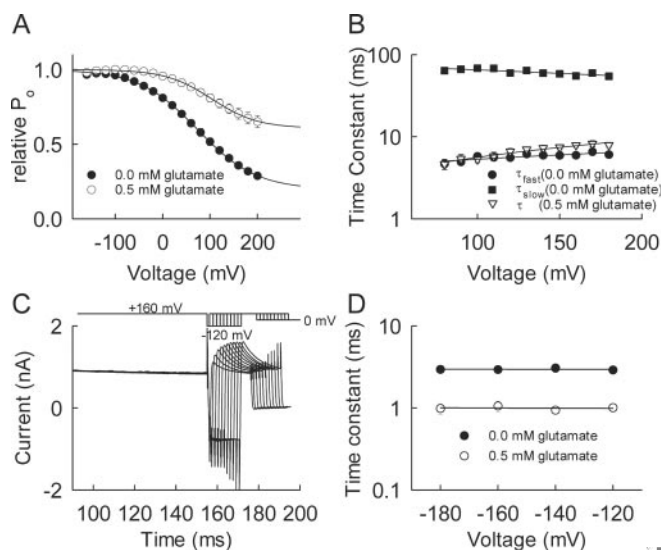 A
relative Po
1.0
0.5
0.0
0.0 mM glutamate
0.5 mM glutamate
-100 0 100 200
Voltage (mV)
B
Time Constant (ms)
100
10
1
τfast(0.0 mM glutamate)
τslow(0.0 mM glutamate)
τ (0.5 mM glutamate)
50 100 150 200
Voltage (mV)
C
+160 mV
0 mV
-120 mV
Current (nA)
2
0
-2
100 120 140 160 180 200
Time (ms)
D
Time constant (ms)
10
1
0.1
0.0 mM glutamate
0.5 mM glutamate
-180 -160 -140 -120
Voltage (mV)